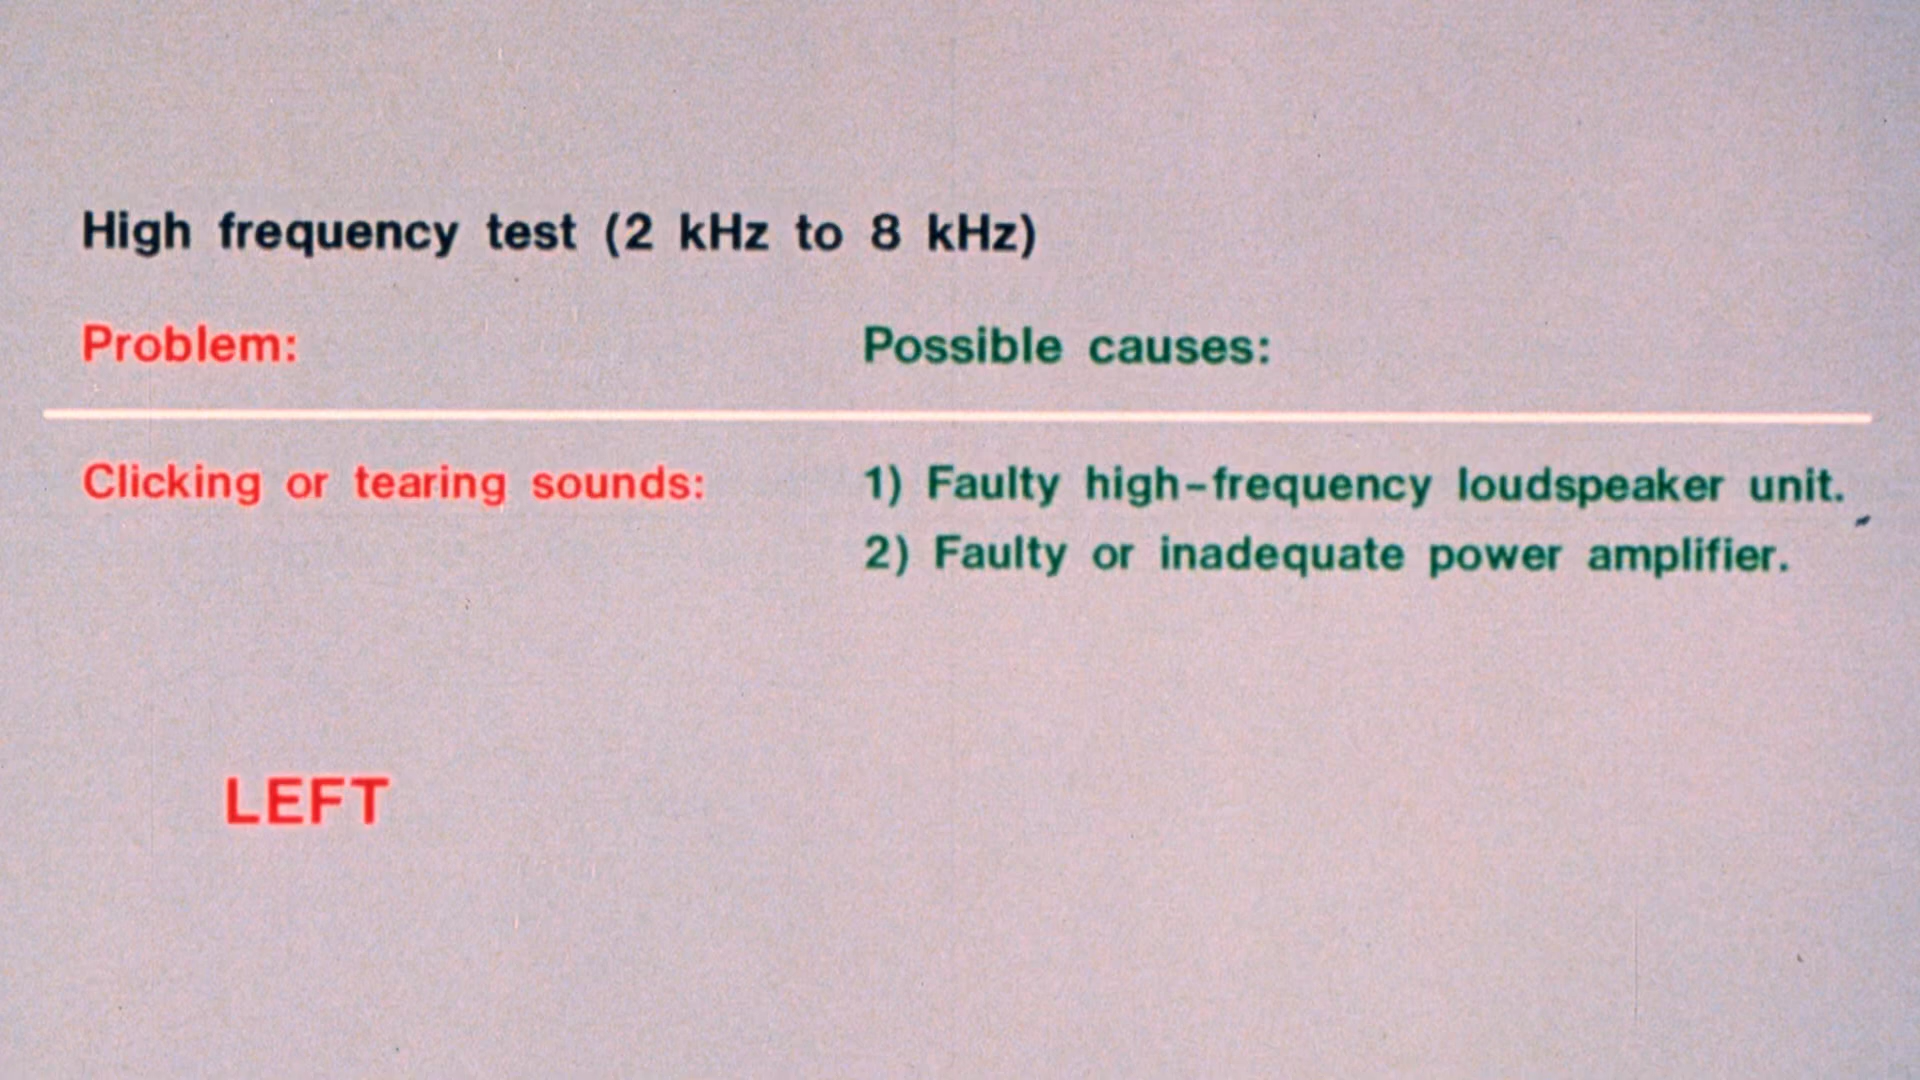 High frequency test (2 kHz to 8 kHz)
Problem:
Possible causes:
Clicking or tearing sounds:
1) Faulty high-frequency loudspeaker unit.
2) Faulty or inadequate power amplifier.
LEFT